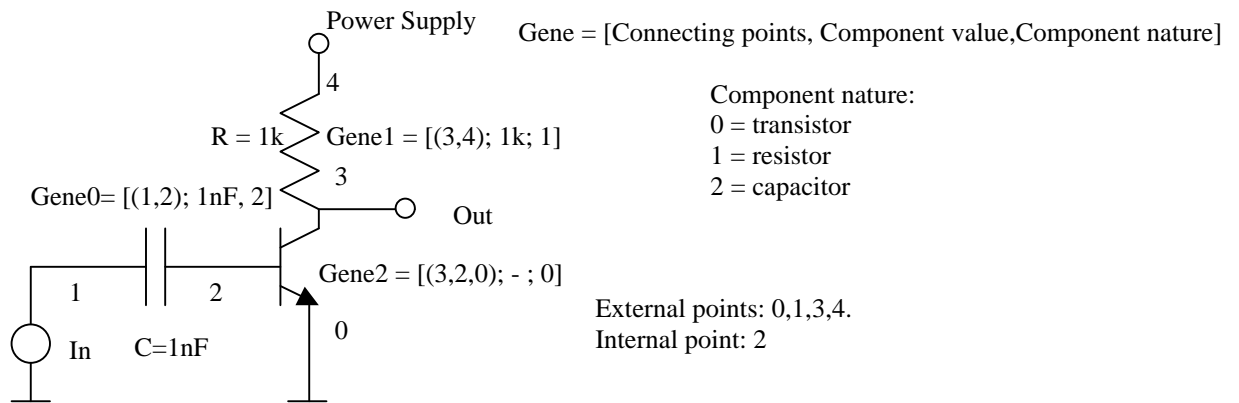 Power Supply
Gene = [Connecting points, Component value,Component nature]
4
Component nature:
0 = transistor
1 = resistor
2 = capacitor
R = 1k
Gene1 = [(3,4); 1k; 1]
3
Gene0= [(1,2); 1nF, 2]
Out
Gene2 = [(3,2,0); - ; 0]
1
2
External points: 0,1,3,4.
Internal point: 2
0
In
C=1nF